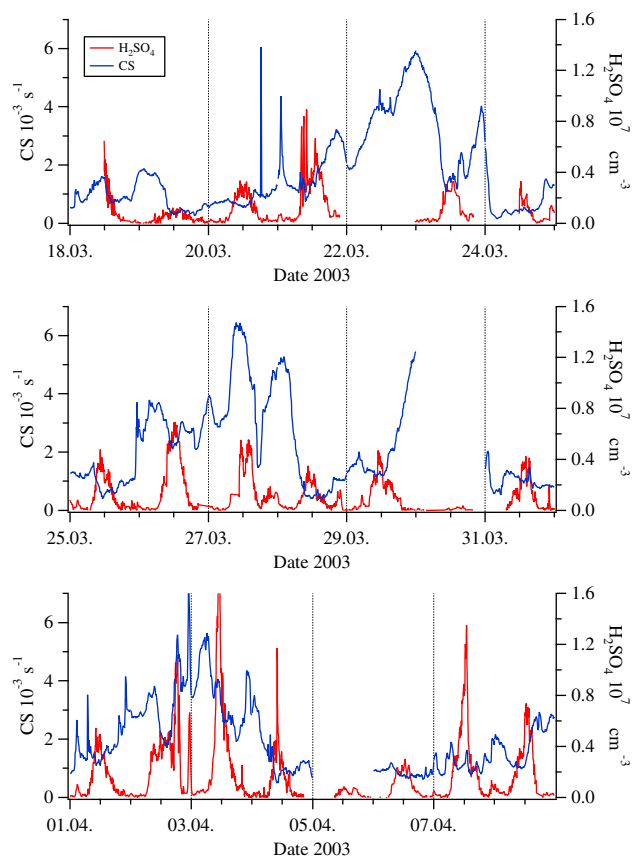 H₂SO₄
CS
6
4
2
0
CS 10⁻³ s⁻¹
1.6
1.2
0.8
0.4
0.0
H₂SO₄ 10⁷ cm⁻³
18.03. 20.03. 22.03. 24.03.
Date 2003
6
4
2
0
CS 10⁻³ s⁻¹
1.6
1.2
0.8
0.4
0.0
H₂SO₄ 10⁷ cm⁻³
25.03. 27.03. 29.03. 31.03.
Date 2003
6
4
2
0
CS 10⁻³ s⁻¹
1.6
1.2
0.8
0.4
0.0
H₂SO₄ 10⁷ cm⁻³
01.04. 03.04. 05.04. 07.04.
Date 2003